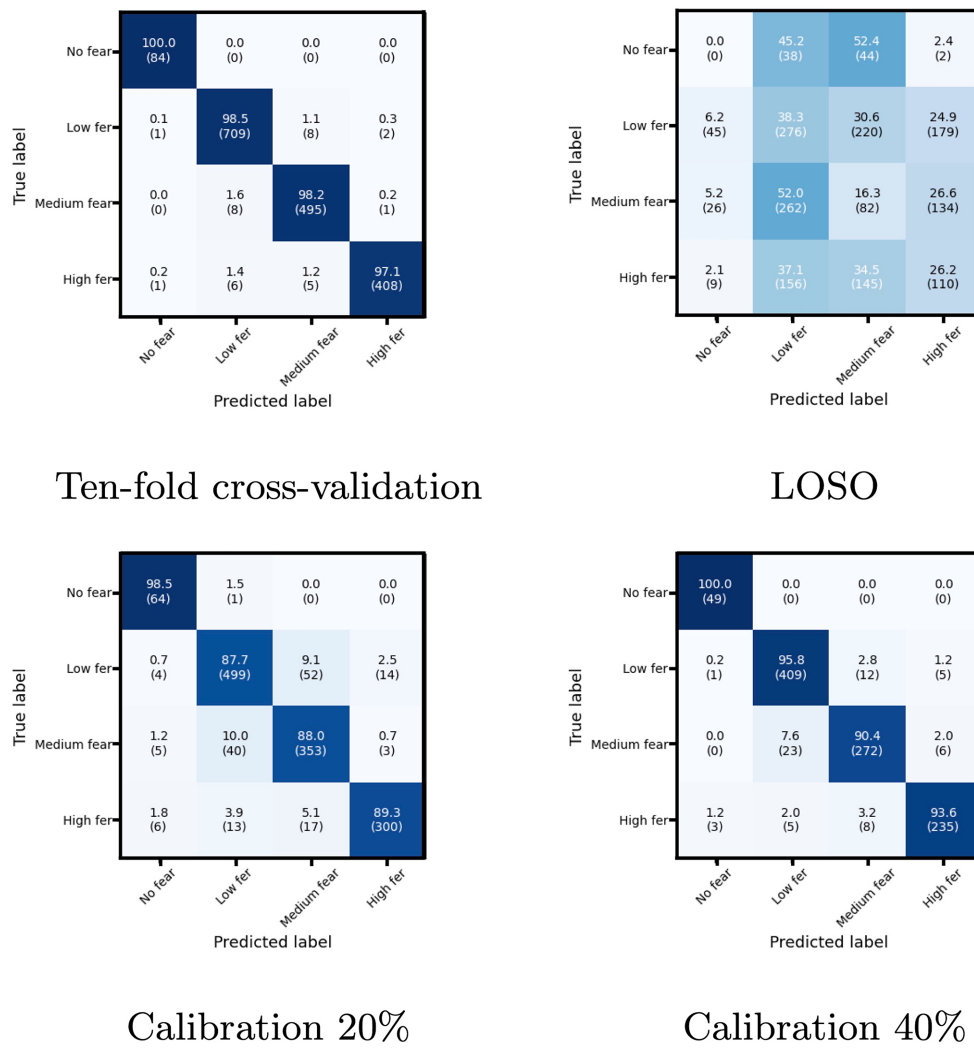 No fear 100.0 0.0 0.0 0.0
(84) (0) (0) (0)
Low fer 0.1 98.5 1.1 0.3
(1) (709) (8) (2)
Medium fear 0.0 1.6 98.2 0.2
(0) (8) (495) (1)
High fer 0.2 1.4 1.2 97.1
(1) (6) (5) (408)
True label
No fear Low fer Medium fear High fer
Predicted label
Ten-fold cross-validation
No fear 0.0 45.2 52.4 2.4
(0) (38) (44) (2)
Low fer 6.2 38.3 30.6 24.9
(45) (276) (220) (179)
Medium fear 5.2 52.0 16.3 26.6
(26) (262) (82) (134)
High fer 2.1 37.1 34.5 26.2
(9) (156) (145) (110)
True label
No fear Low fer Medium fear High fer
Predicted label
LOSO
No fear 98.5 1.5 0.0 0.0
(64) (1) (0) (0)
Low fer 0.7 87.7 9.1 2.5
(4) (499) (52) (14)
Medium fear 1.2 10.0 88.0 0.7
(5) (40) (353) (3)
High fer 1.8 3.9 5.1 89.3
(6) (13) (17) (300)
True label
No fear Low fer Medium fear High fer
Predicted label
Calibration 20%
No fear 100.0 0.0 0.0 0.0
(49) (0) (0) (0)
Low fer 0.2 95.8 2.8 1.2
(1) (409) (12) (5)
Medium fear 0.0 7.6 90.4 2.0
(0) (23) (272) (6)
High fer 1.2 2.0 3.2 93.6
(3) (5) (8) (235)
True label
No fear Low fer Medium fear High fer
Predicted label
Calibration 40%